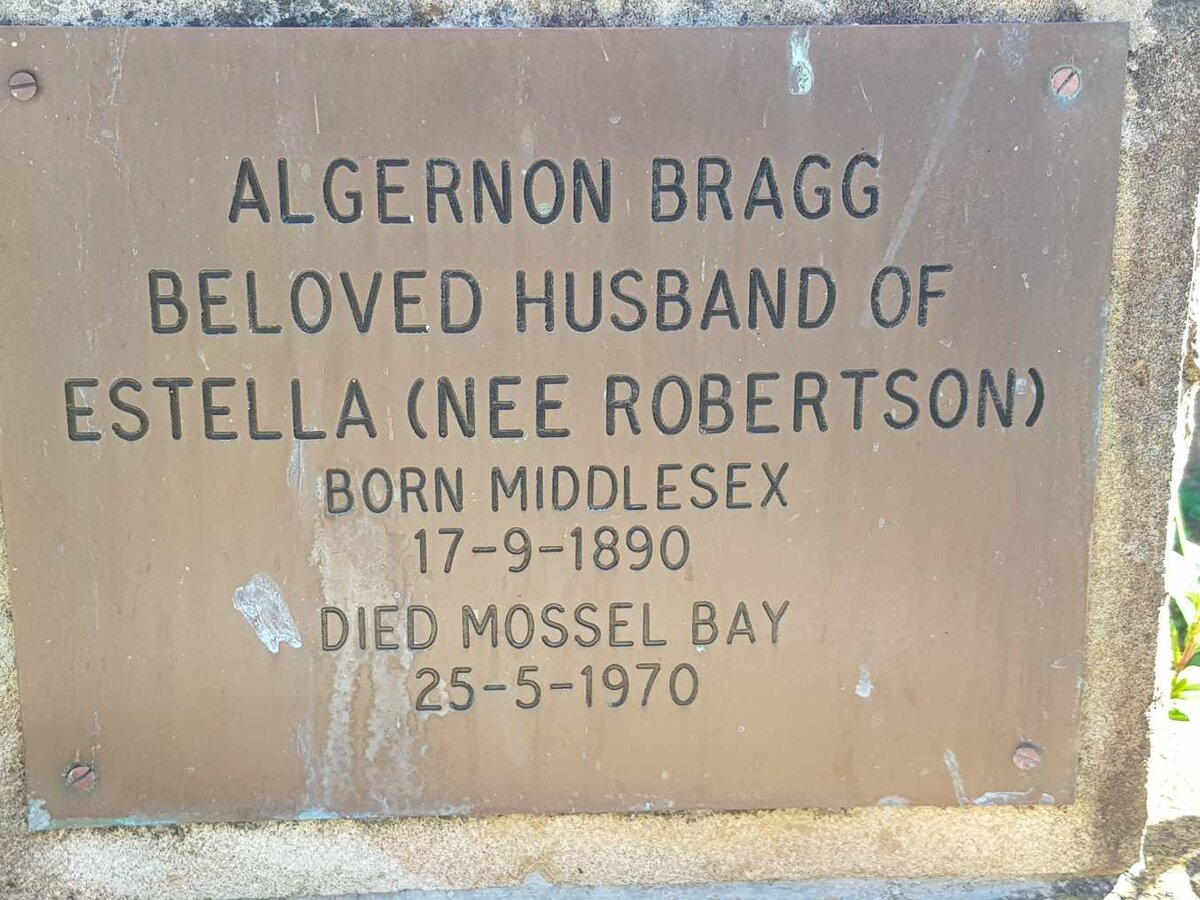 ALGERNON BRAGG
BELOVED HUSBAND OF
ESTELLA (NEE ROBERTSON)
BORN MIDDLESEX
17-9-1890
DIED MOSSEL BAY
25-5-1970